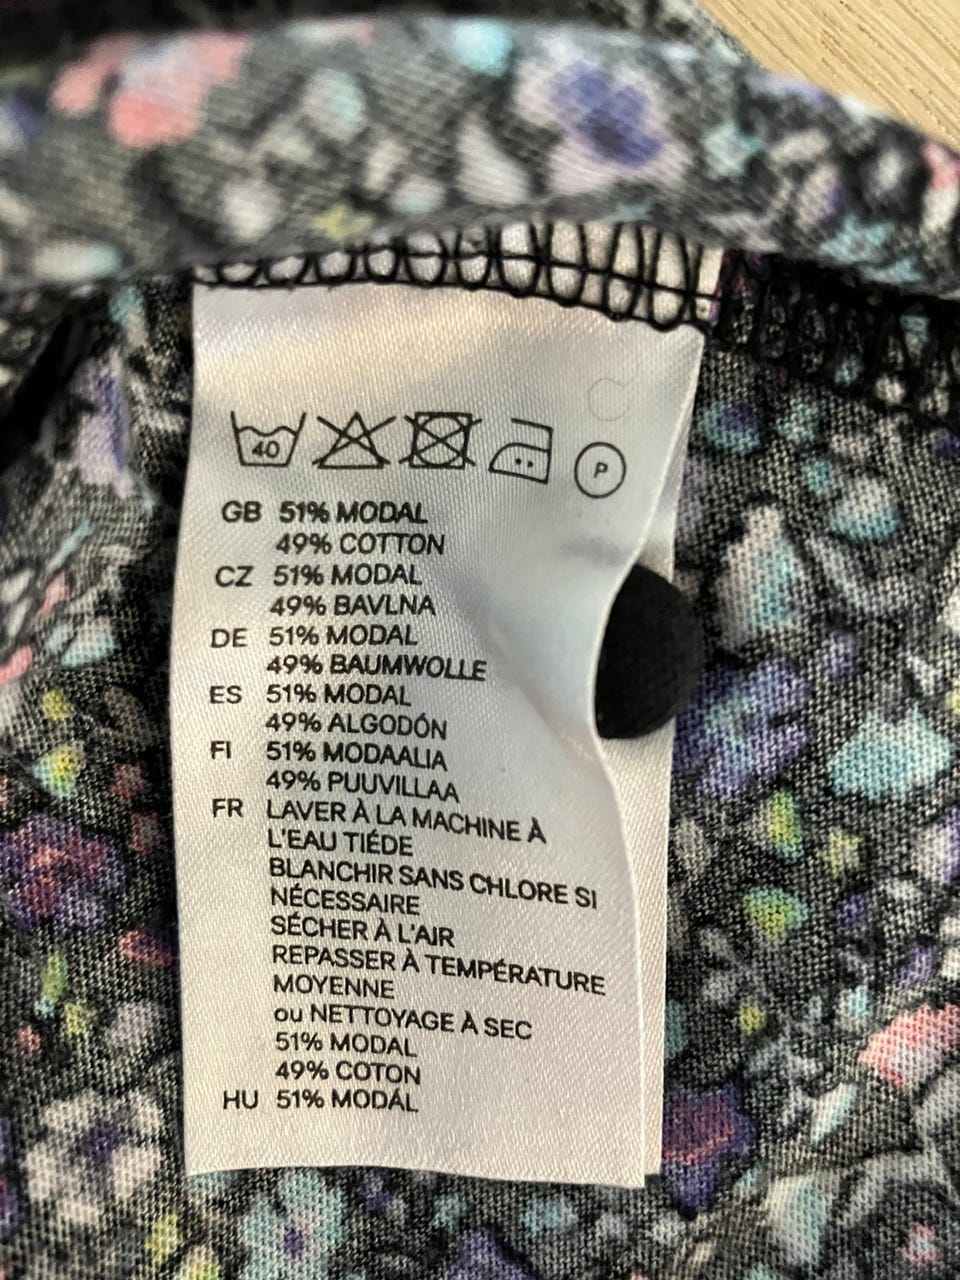 40 P
GB 51% MODAL
49% COTTON
CZ 51% MODAL
49% BAVLNA
DE 51% MODAL
49% BAUMWOLLE
ES 51% MODAL
49% ALGODÓN
FI 51% MODAALIA
49% PUUVILLAA
FR LAVER À LA MACHINE À
L'EAU TIÉDE
BLANCHIR SANS CHLORE SI
NÉCESSAIRE
SÉCHER À L'AIR
REPASSER À TEMPÉRATURE
MOYENNE
ou NETTOYAGE À SEC
51% MODAL
49% COTON
HU 51% MODÁL